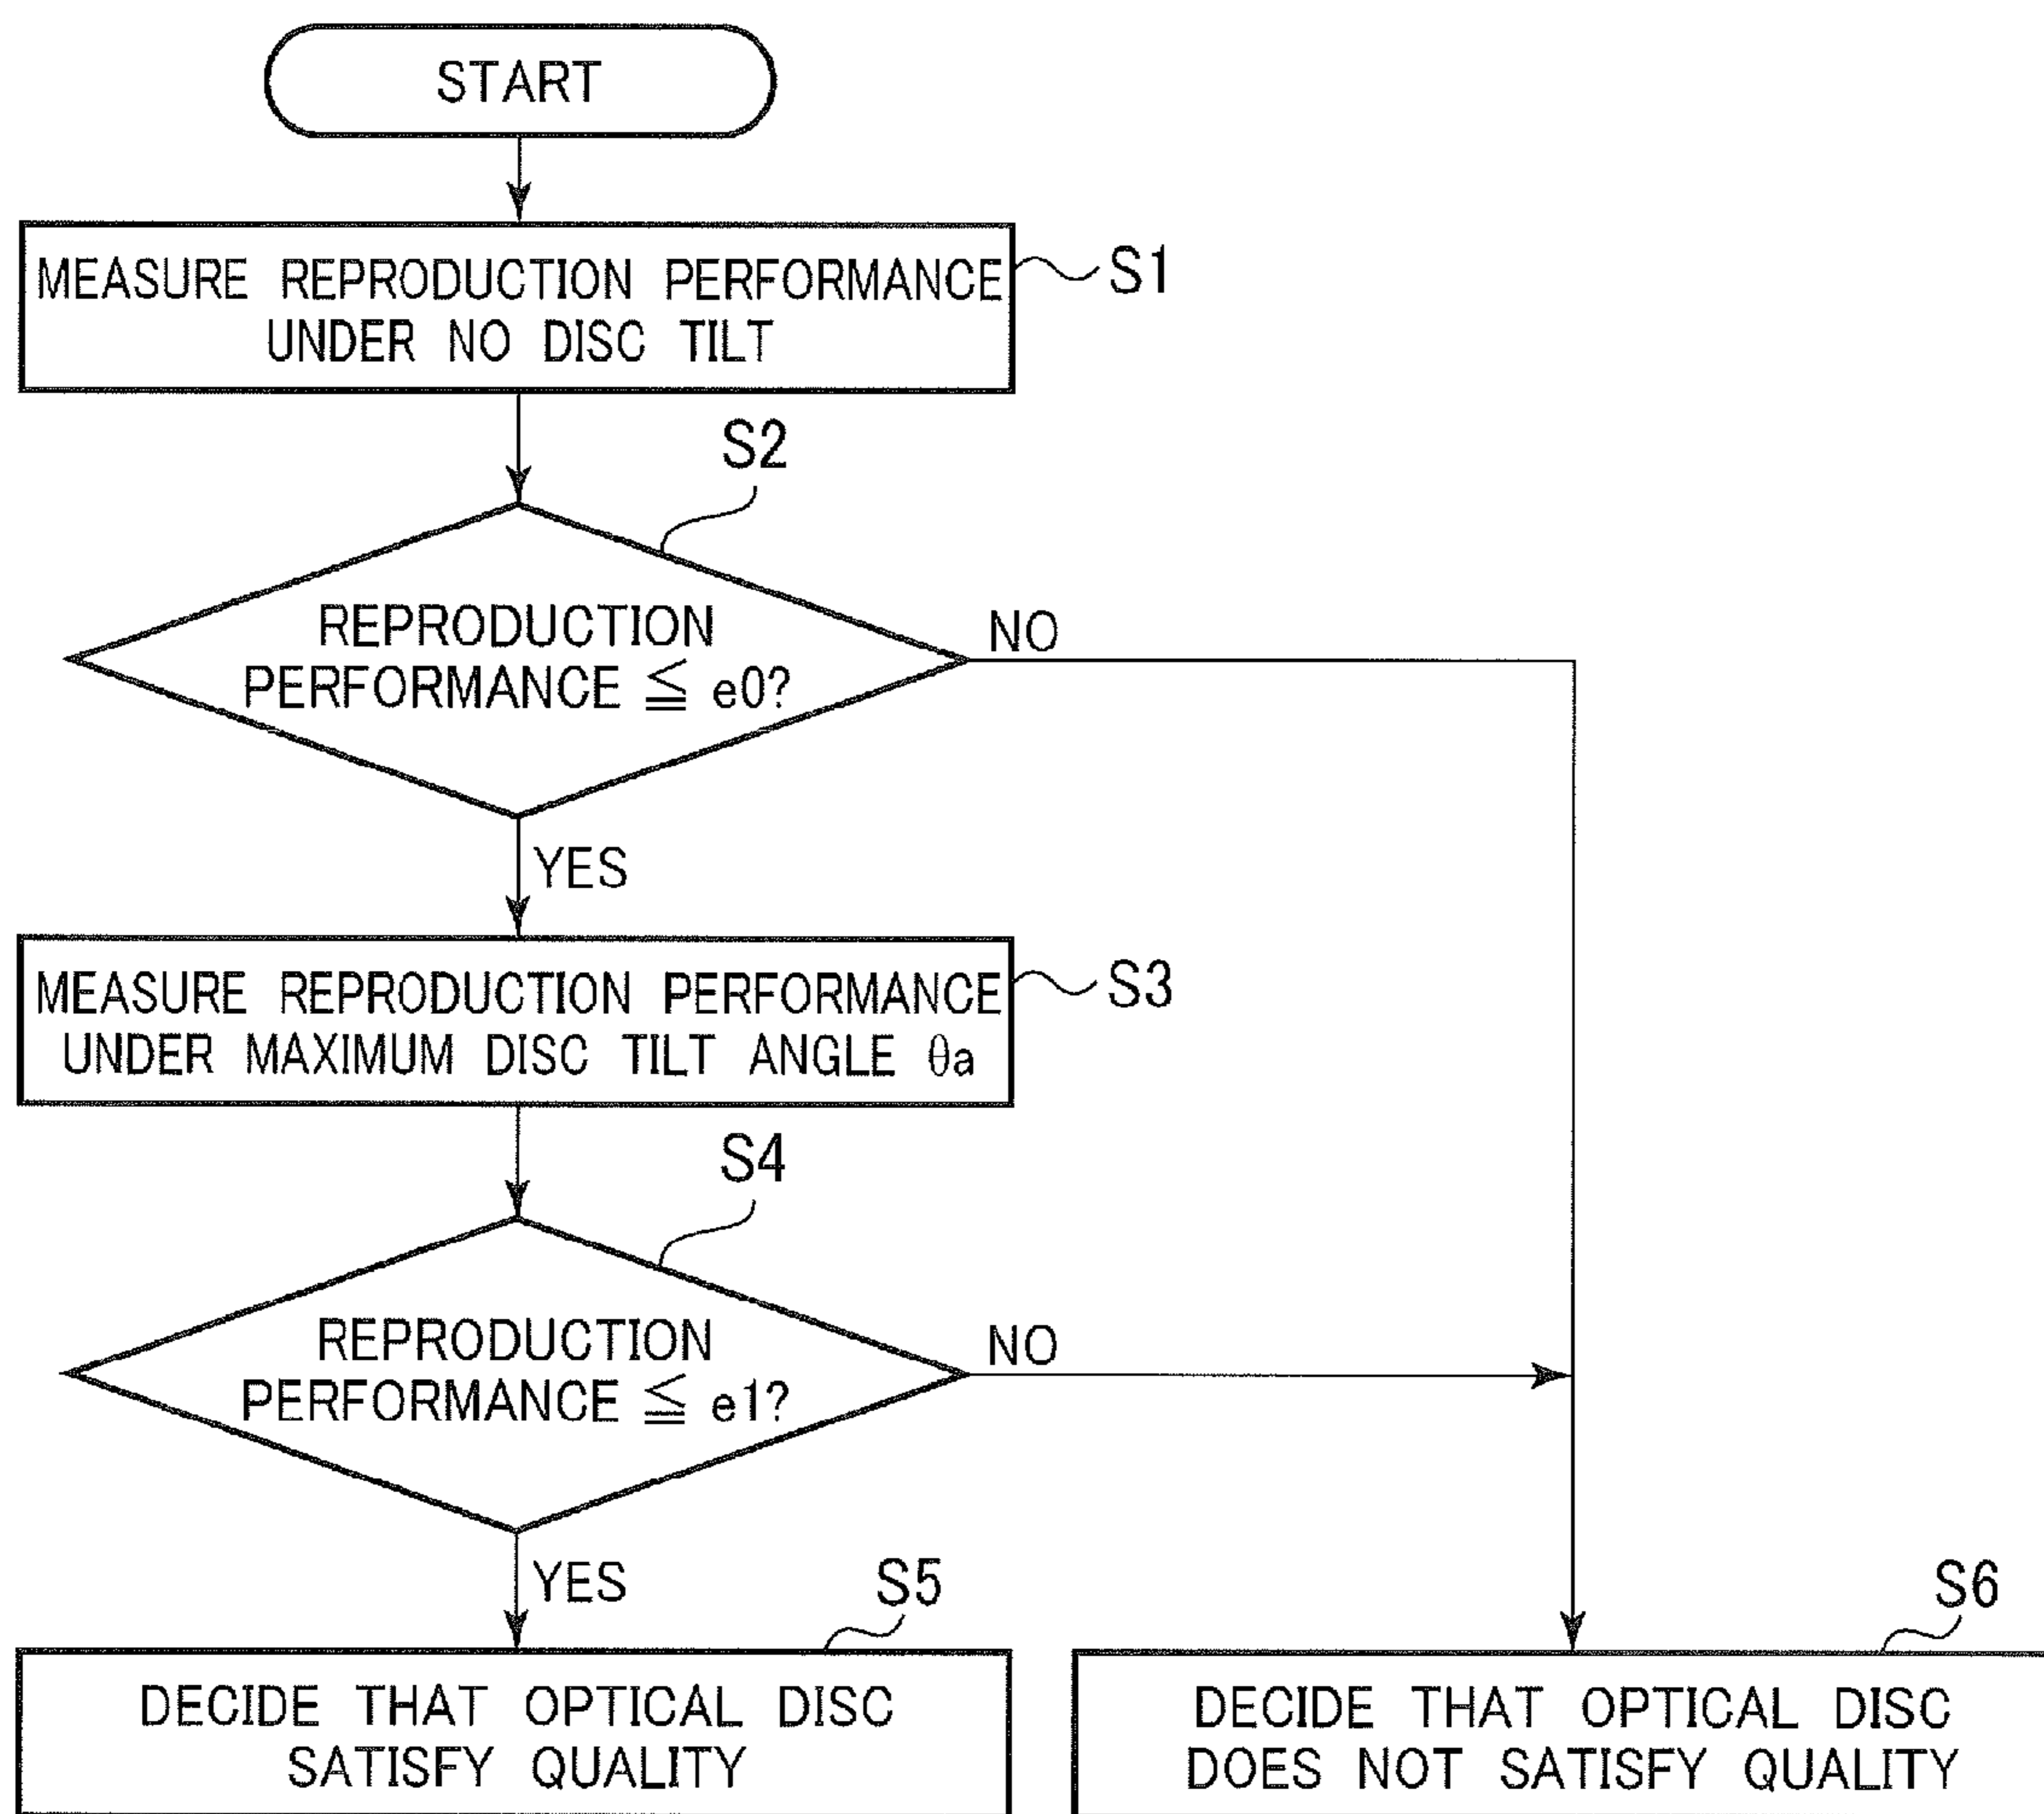 START
MEASURE REPRODUCTION PERFORMANCE
UNDER NO DISC TILT
S1
S2
REPRODUCTION
PERFORMANCE ≦ e0?
NO
YES
MEASURE REPRODUCTION PERFORMANCE
UNDER MAXIMUM DISC TILT ANGLE θa
S3
S4
REPRODUCTION
PERFORMANCE ≦ e1?
NO
YES
S5
DECIDE THAT OPTICAL DISC
SATISFY QUALITY
S6
DECIDE THAT OPTICAL DISC
DOES NOT SATISFY QUALITY